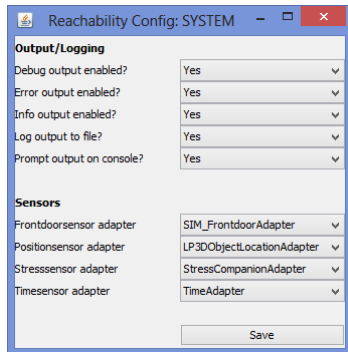 Reachability Config: SYSTEM
Output/Logging
Debug output enabled? Yes
Error output enabled? Yes
Info output enabled? Yes
Log output to file? Yes
Prompt output on console? Yes
Sensors
Frontdoorsensor adapter SIM_FrontdoorAdapter
Positionsensor adapter LP3DObjectLocationAdapter
Stresssensor adapter StressCompanionAdapter
Timesensor adapter TimeAdapter
Save